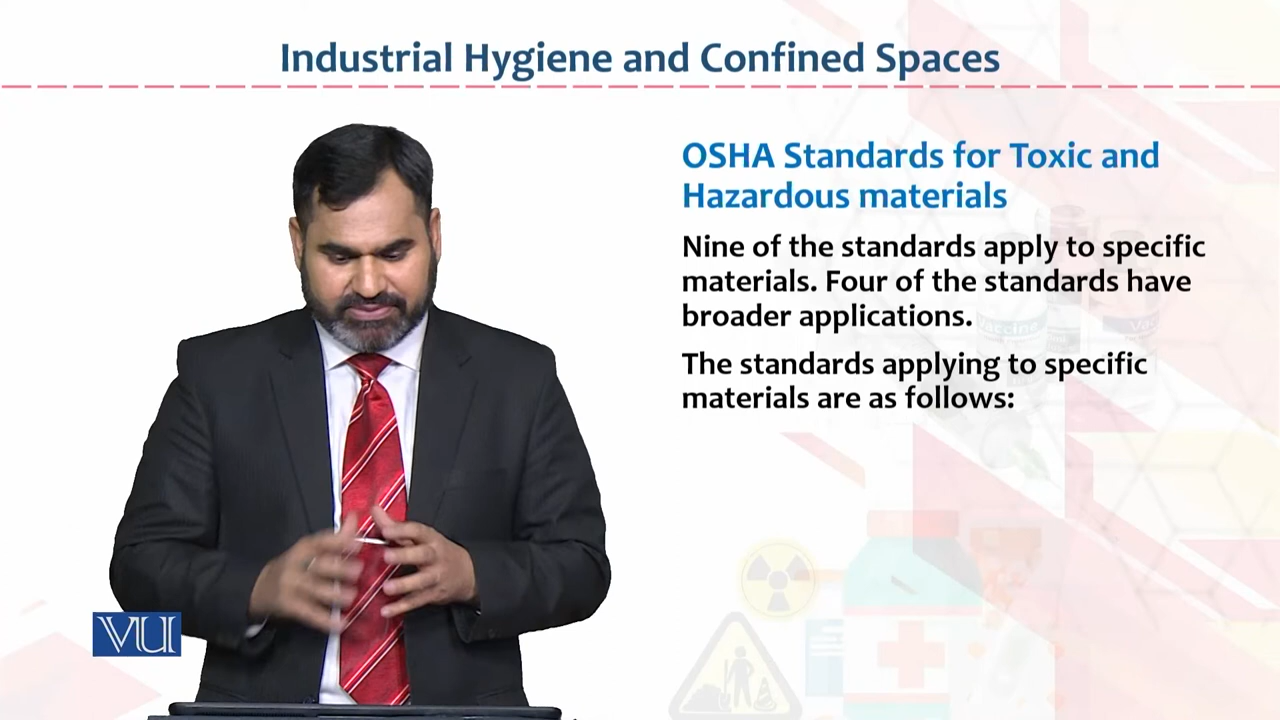 Industrial Hygiene and Confined Spaces
OSHA Standards for Toxic and
Hazardous materials
Nine of the standards apply to specific
materials. Four of the standards have
broader applications.
The standards applying to specific
materials are as follows:
Vaccine
VU